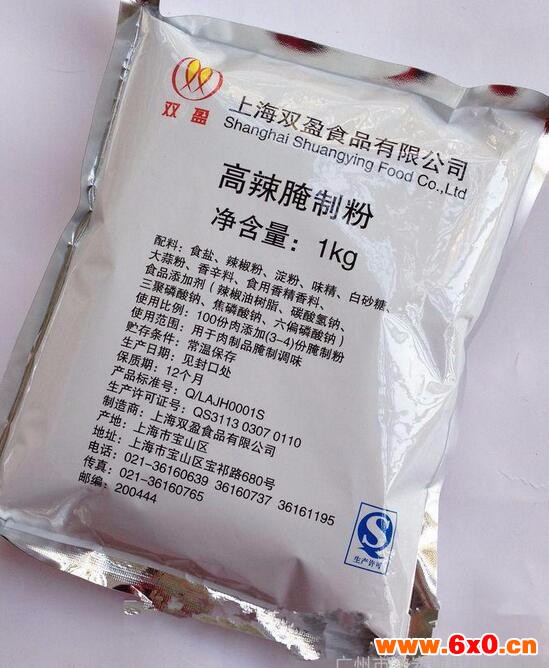 双盈
上海双盈食品有限公司
Shanghai Shuangying Food Co.,Ltd
高辣腌制粉
净含量：1kg
配料：食盐、辣椒粉、淀粉、味精、白砂糖、
大蒜粉、香辛料、食用香精香料、
食品添加剂（辣椒油树脂、碳酸氢钠、
三聚磷酸钠、焦磷酸钠、六偏磷酸钠）
使用比例：100份肉添加(3-4)份腌制粉
使用范围：用于肉制品腌制调味
贮存条件：常温保存
生产日期：见封口处
保质期：12个月
产品标准号：Q/LAJH0001S
生产许可证号：QS3113 0307 0110
制造商：上海双盈食品有限公司
产地：上海市宝山区
地址：上海市宝山区宝祁路680号
电话：021-36160639 36160737 36161195
传真：021-36160765
邮编：200444
QS
生产许可
广州市
www.6x0.cn